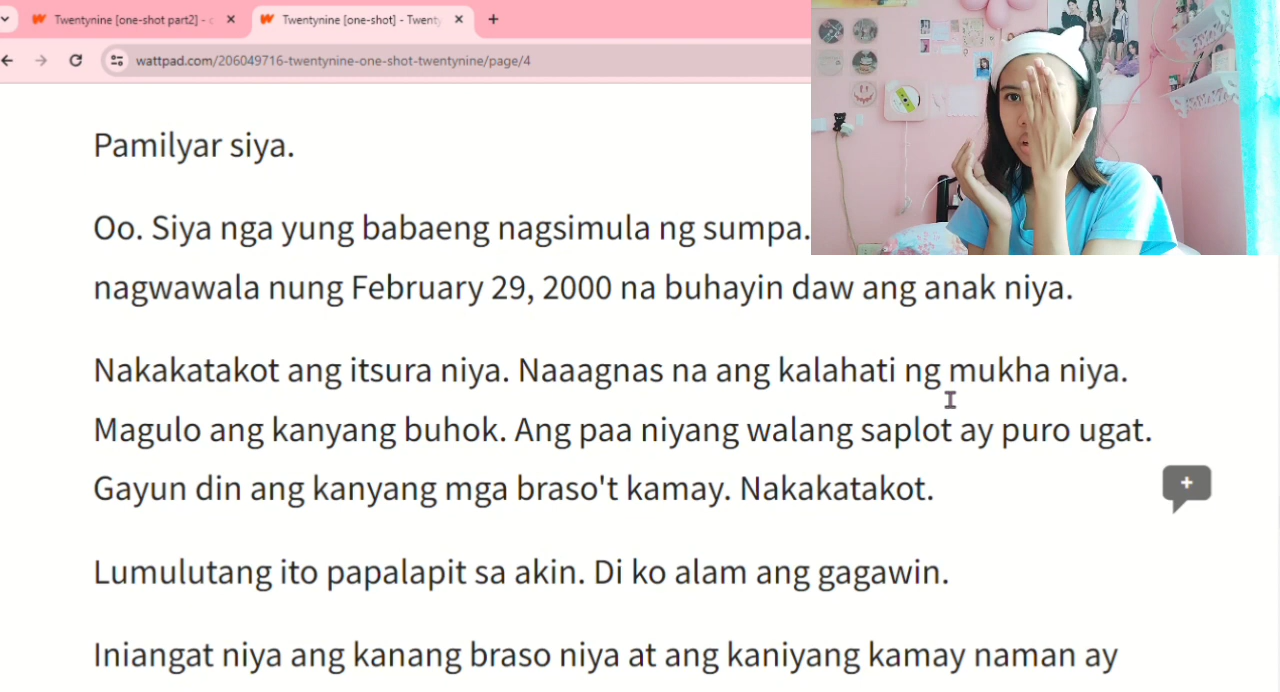 Twentynine [one-shot part2] -
Twentynine [one-shot] - Twenty
wattpad.com/206049716-twentynine-one-shot-twentynine/page/4
Pamilyar siya.
Oo. Siya nga yung babaeng nagsimula ng sumpa.
nagwawala nung February 29, 2000 na buhayin daw ang anak niya.
Nakakatakot ang itsura niya. Naaagnas na ang kalahati ng mukha niya.
Magulo ang kanyang buhok. Ang paa niyang walang saplot ay puro ugat.
Gayun din ang kanyang mga braso't kamay. Nakakatakot.
Lumulutang ito papalapit sa akin. Di ko alam ang gagawin.
Iniangat niya ang kanang braso niya at ang kaniyang kamay naman ay